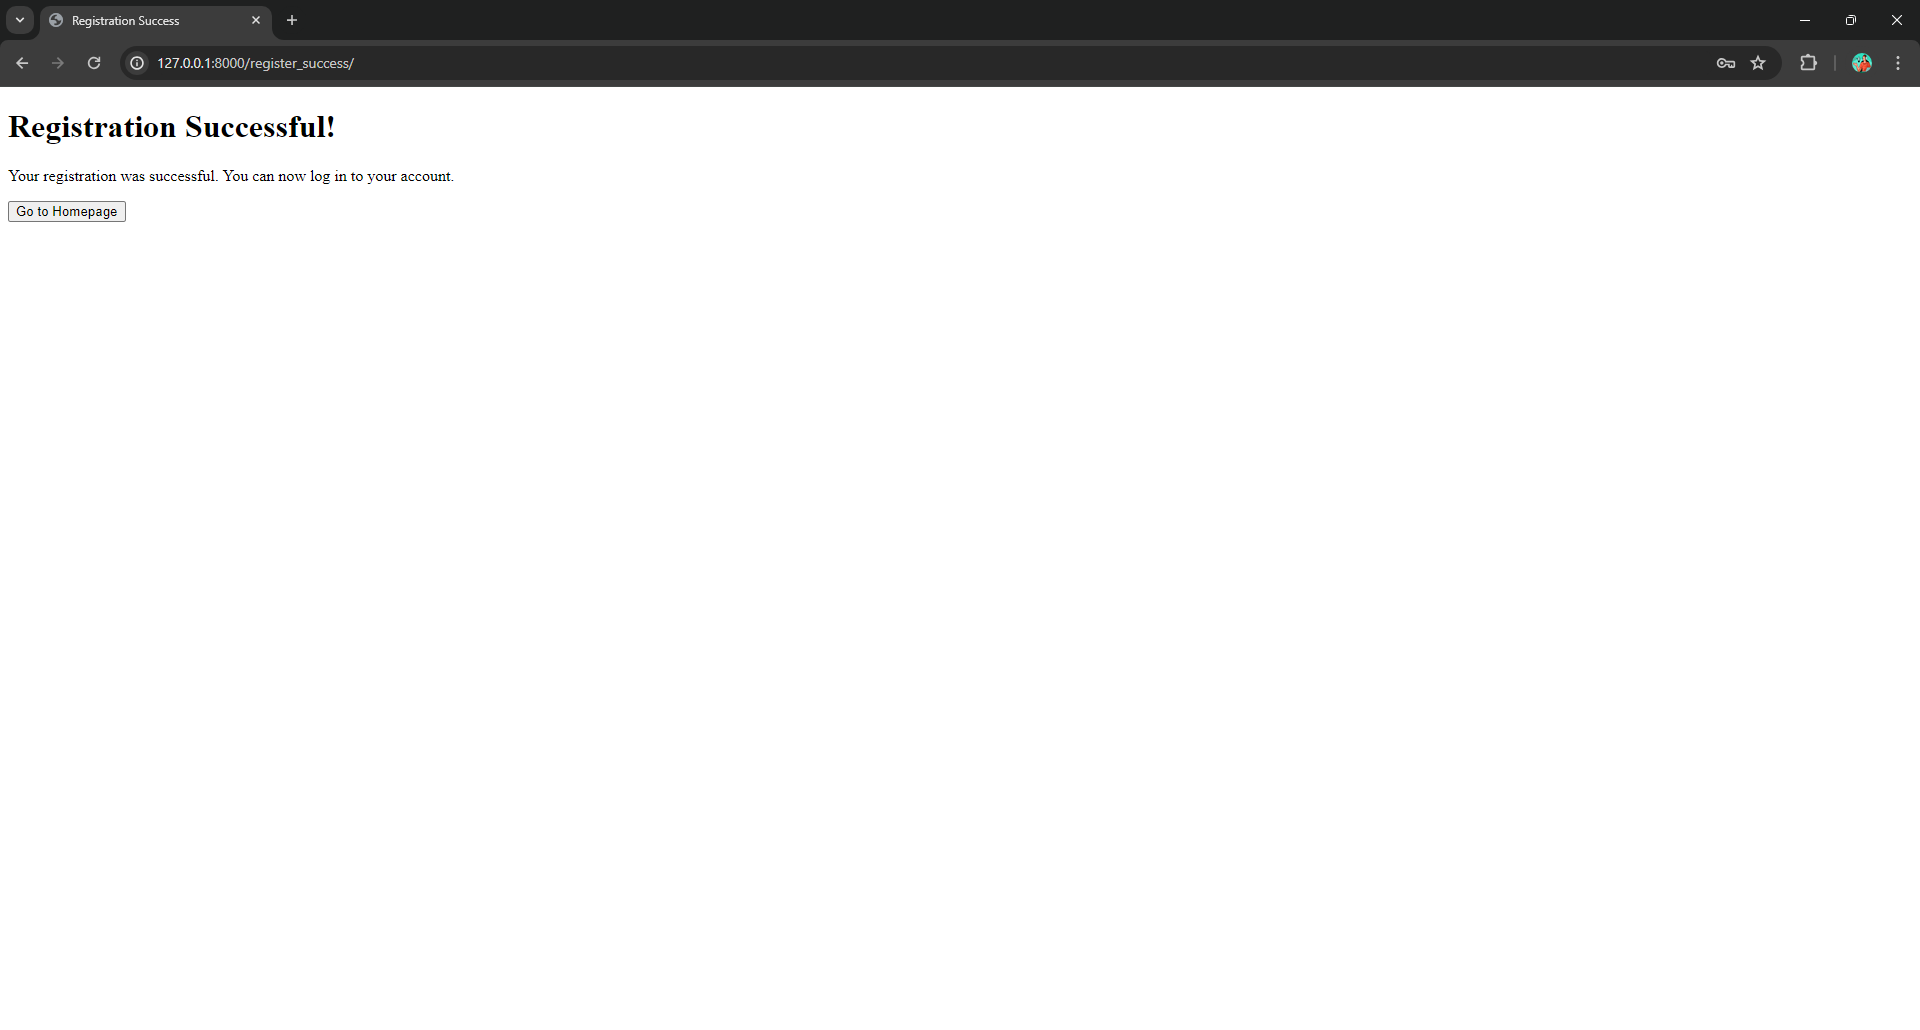 Registration Success
127.0.0.1:8000/register_success/
Registration Successful!
Your registration was successful. You can now log in to your account.
Go to Homepage